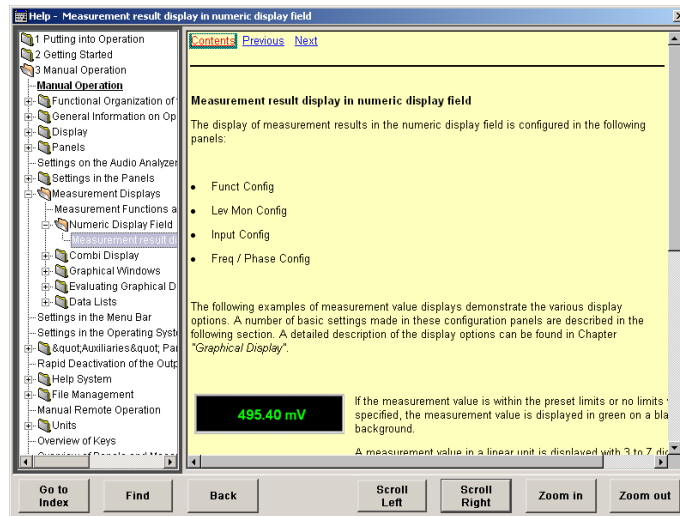 Help - Measurement result display in numeric display field
1 Putting into Operation
2 Getting Started
3 Manual Operation
Manual Operation
Functional Organization of
General Information on Op
Display
Panels
Settings on the Audio Analyzer
Settings in the Panels
Measurement Displays
Measurement Functions a
Numeric Display Field
Measurement result di
Combi Display
Graphical Windows
Evaluating Graphical D
Data Lists
Settings in the Menu Bar
Settings in the Operating Syste
&quot;Auxiliaries&quot; Pan
Rapid Deactivation of the Outp
Help System
File Management
Manual Remote Operation
Units
Overview of Keys
Contents Previous Next
Measurement result display in numeric display field
The display of measurement results in the numeric display field is configured in the following
panels:
• Funct Config
• Lev Mon Config
• Input Config
• Freq / Phase Config
The following examples of measurement value displays demonstrate the various display
options. A number of basic settings made in these configuration panels are described in the
following section. A detailed description of the display options can be found in Chapter
"Graphical Display".
495.40 mV
If the measurement value is within the preset limits or no limits
specified, the measurement value is displayed in green on a bla
background.
A measurement value in a linear unit is displayed with 3 to 7 dig
Go to
Index
Find
Back
Scroll
Left
Scroll
Right
Zoom in
Zoom out